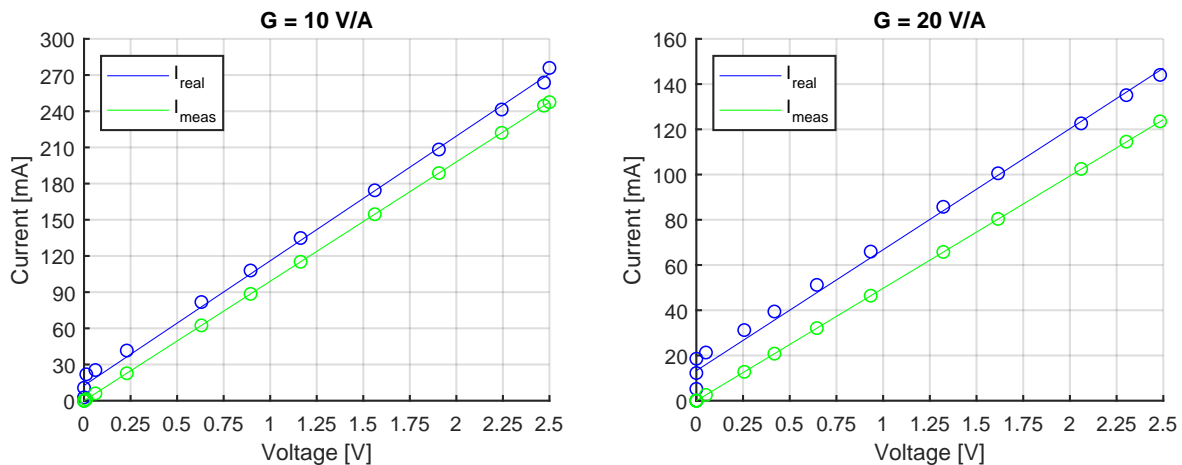 G = 10 V/A
300
270
240
210
180
150
120
90
60
30
0
Current [mA]
I_real
I_meas
0 0.25 0.5 0.75 1 1.25 1.5 1.75 2 2.25 2.5
Voltage [V]
G = 20 V/A
160
140
120
100
80
60
40
20
0
Current [mA]
I_real
I_meas
0 0.25 0.5 0.75 1 1.25 1.5 1.75 2 2.25 2.5
Voltage [V]